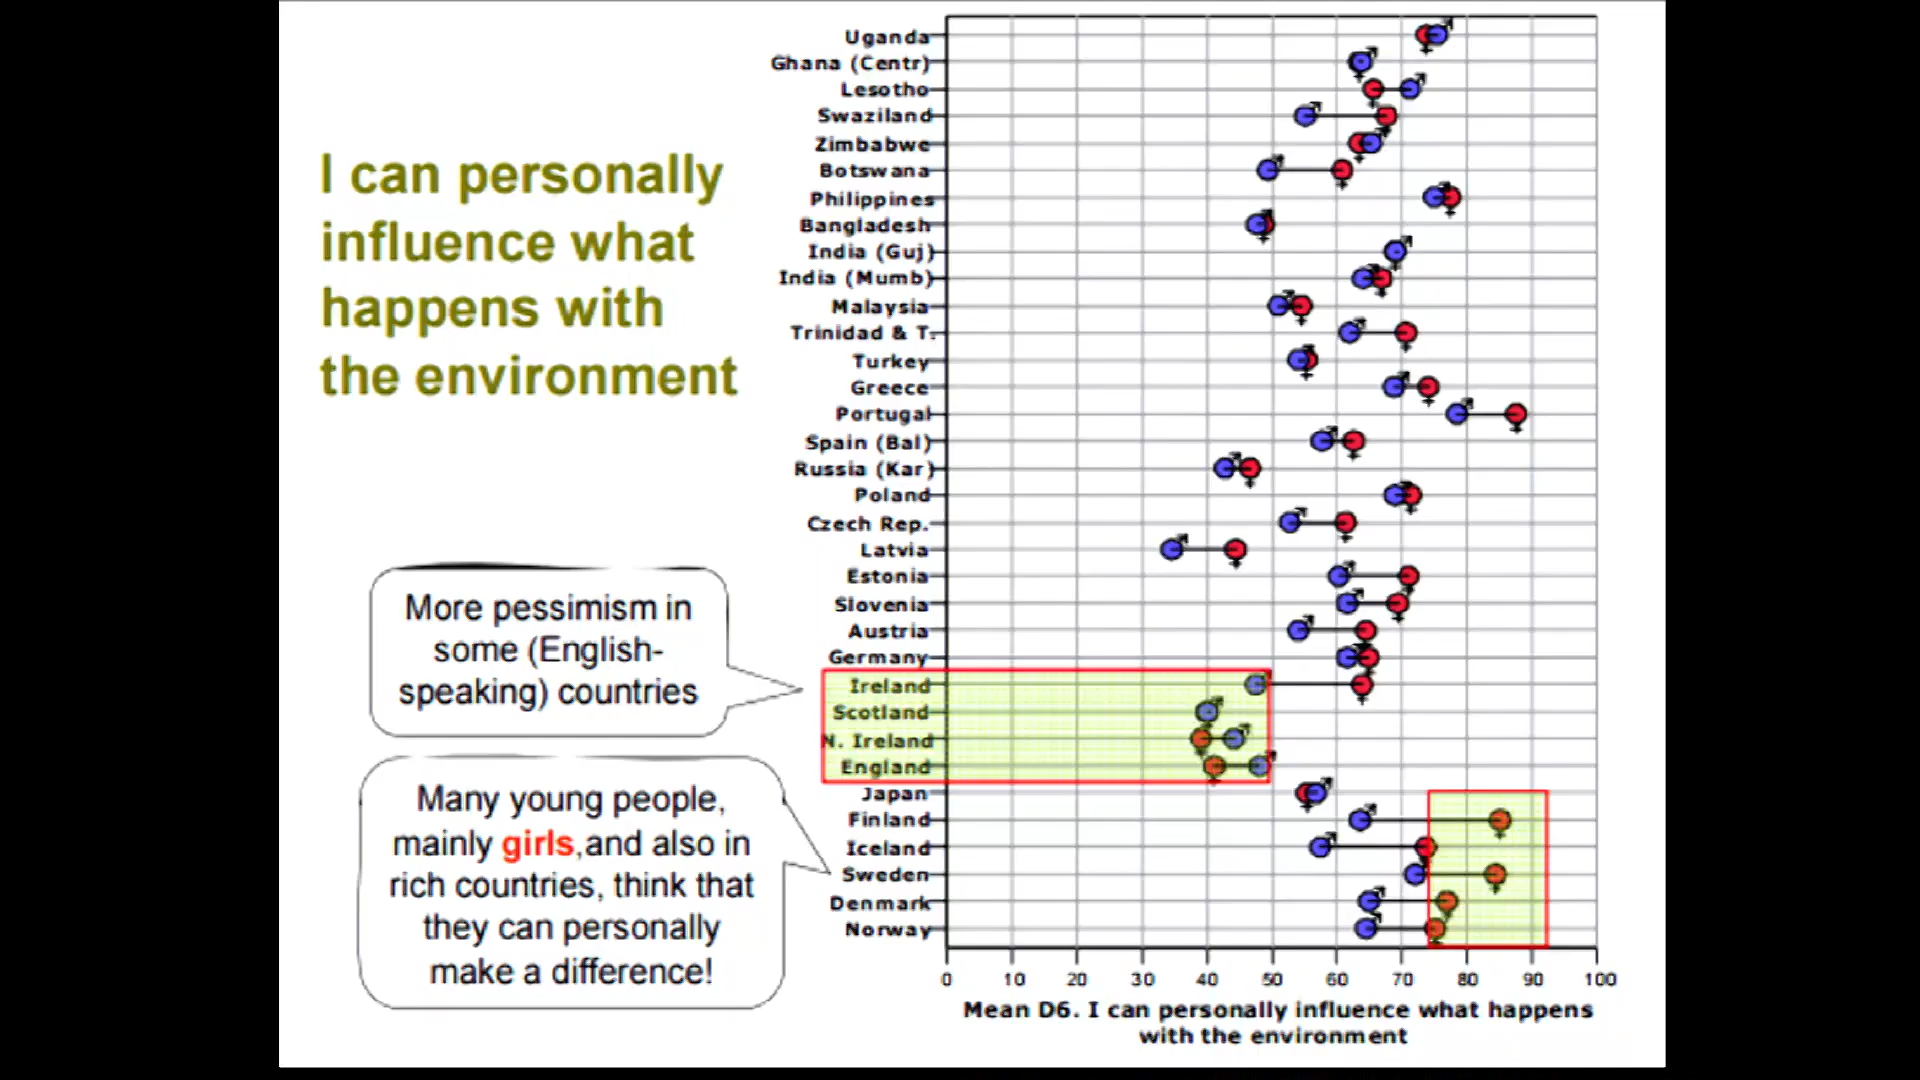 I can personally
influence what
happens with
the environment
More pessimism in
some (English-
speaking) countries
Many young people,
mainly girls,and also in
rich countries, think that
they can personally
make a difference!
Uganda
Ghana (Centr)
Lesotho
Swaziland
Zimbabwe
Botswana
Philippines
Bangladesh
India (Guj)
India (Mumb)
Malaysia
Trinidad & T.
Turkey
Greece
Portugal
Spain (Bal)
Russia (Kar)
Poland
Czech Rep.
Latvia
Estonia
Slovenia
Austria
Germany
Ireland
Scotland
N. Ireland
England
Japan
Finland
Iceland
Sweden
Denmark
Norway
0 10 20 30 40 50 60 70 80 90 100
Mean D6. I can personally influence what happens
with the environment